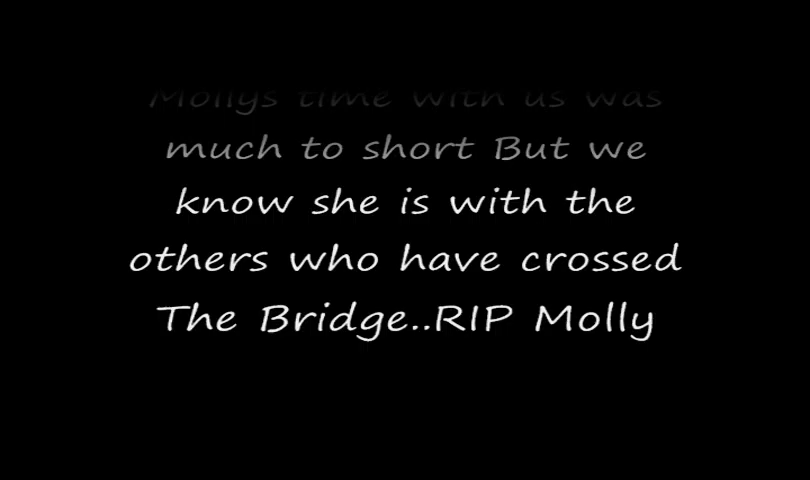 Mollys time with us was
much to short But we
know she is with the
others who have crossed
The Bridge..RIP Molly